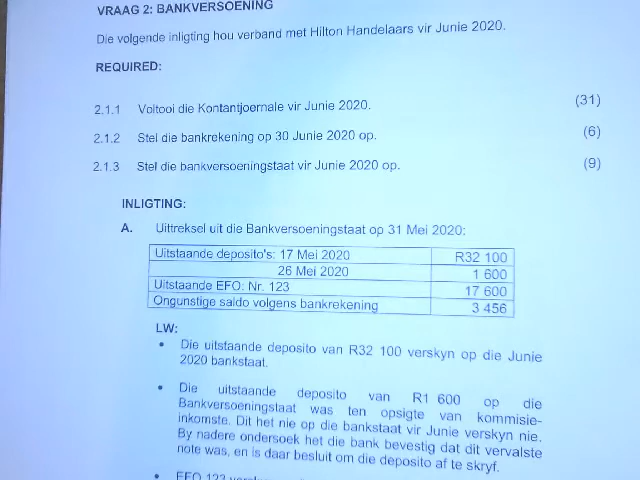 VRAAG 2: BANKVERSOENING
Die volgende inligting hou verband met Hilton Handelaars vir Junie 2020.
REQUIRED:
2.1.1 Voltooi die Kontantjoernale vir Junie 2020. (31)
2.1.2 Stel die bankrekening op 30 Junie 2020 op. (6)
2.1.3 Stel die bankversoeningstaat vir Junie 2020 op. (9)
INLIGTING:
A. Uittreksel uit die Bankversoeningstaat op 31 Mei 2020:
Uitstaande deposito's: 17 Mei 2020 R32 100
26 Mei 2020 1 600
Uitstaande EFO: Nr. 123 17 600
Ongunstige saldo volgens bankrekening 3 456
LW:
• Die uitstaande deposito van R32 100 verskyn op die Junie
2020 bankstaat.
• Die uitstaande deposito van R1 600 op die
Bankversoeningstaat was ten opsigte van kommisie-
inkomste. Dit het nie op die bankstaat vir Junie verskyn nie.
By nadere ondersoek het die bank bevestig dat dit vervalste
note was, en is daar besluit om die deposito af te skryf.
• EFO 123